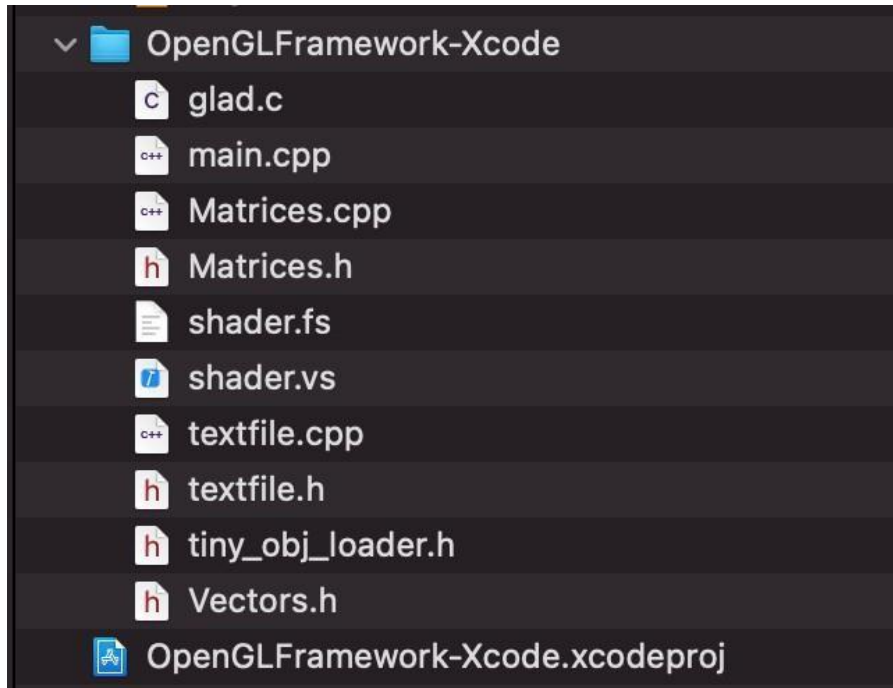 OpenGLFramework-Xcode
C glad.c
c++ main.cpp
c++ Matrices.cpp
h Matrices.h
shader.fs
shader.vs
c++ textfile.cpp
h textfile.h
h tiny_obj_loader.h
h Vectors.h
OpenGLFramework-Xcode.xcodeproj